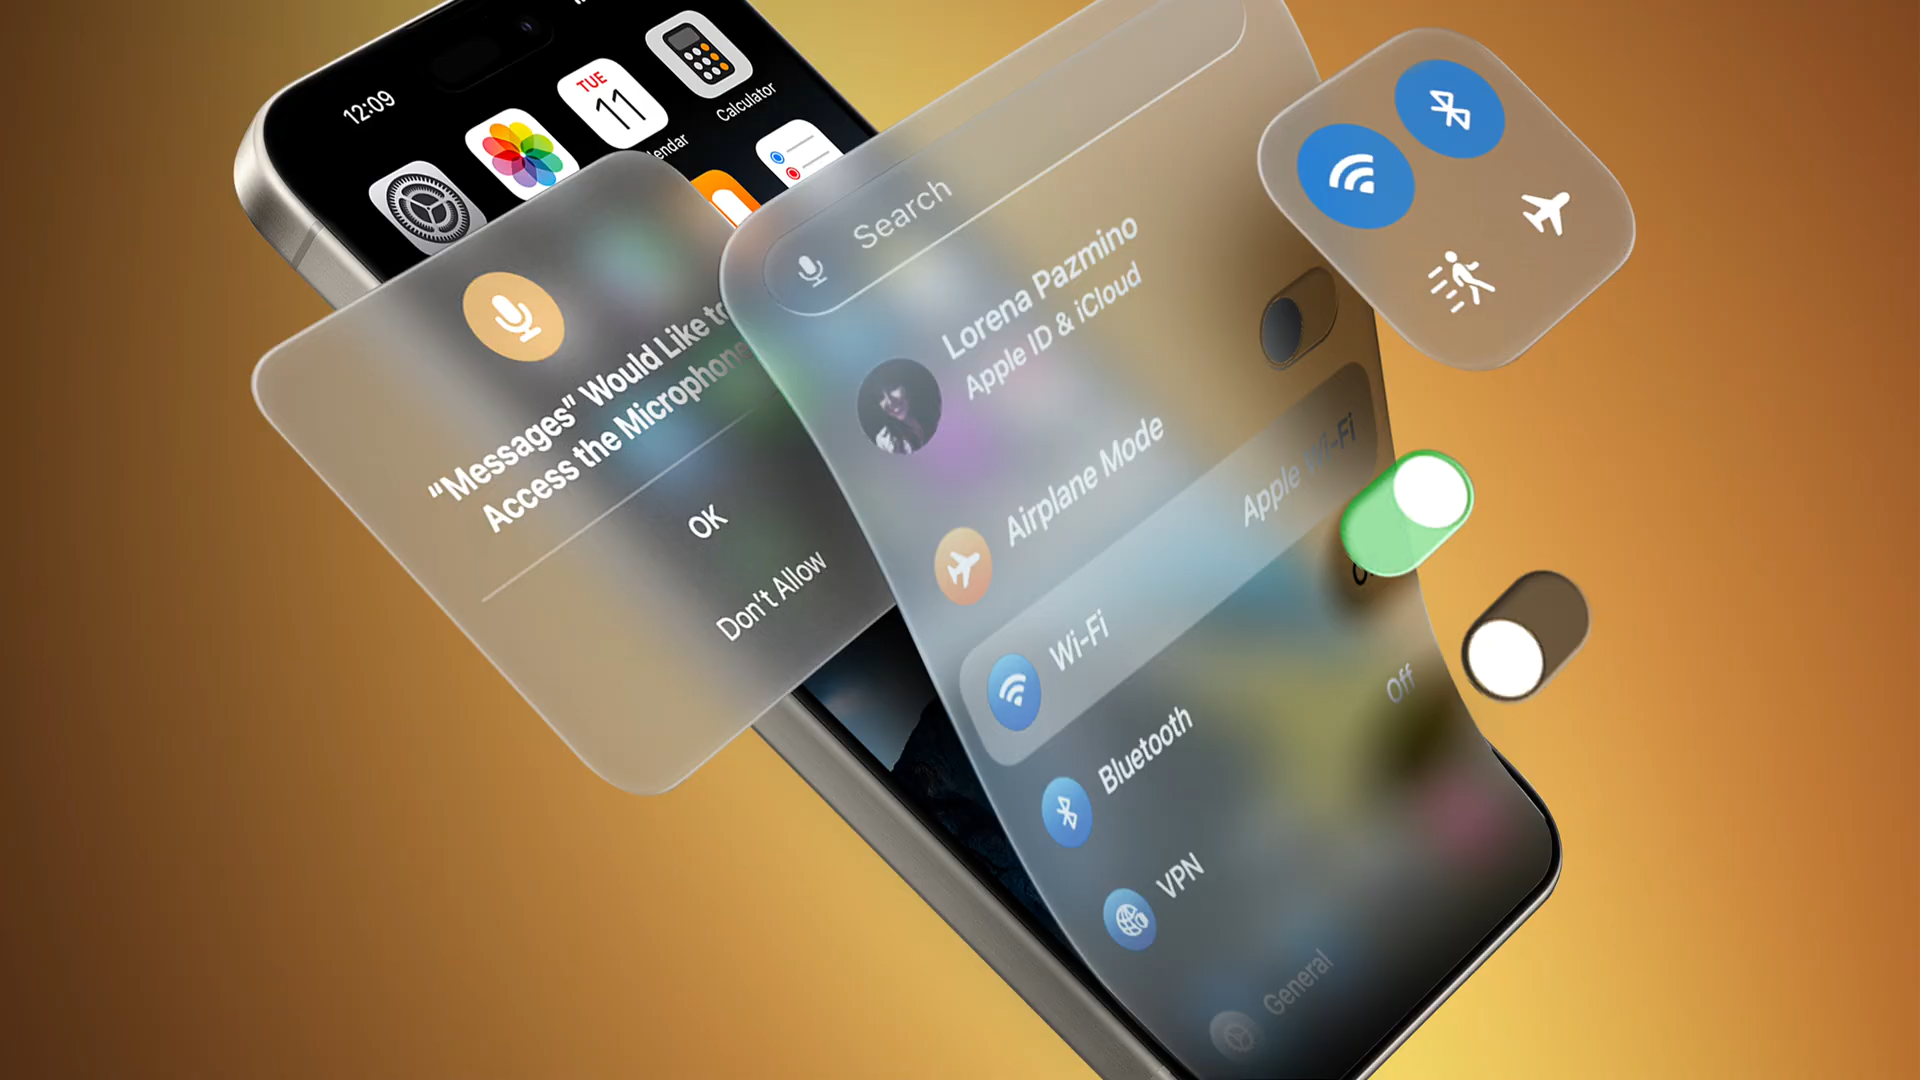 12:09
TUE
11
Calculator
lendar
"Messages" Would Like to
Access the Microphone
OK
Don't Allow
Search
Lorena Pazmino
Apple ID & iCloud
Airplane Mode
Wi-Fi
Apple Wi-Fi
Bluetooth
Off
VPN
General